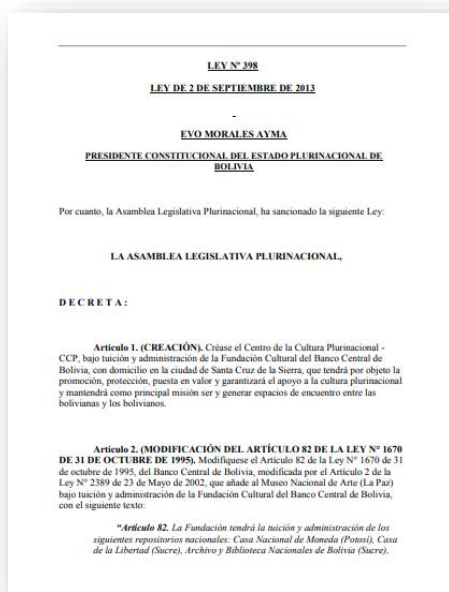 LEY Nº 398
LEY DE 2 DE SEPTIEMBRE DE 2013
-
EVO MORALES AYMA
PRESIDENTE CONSTITUCIONAL DEL ESTADO PLURINACIONAL DE
BOLIVIA
Por cuanto, la Asamblea Legislativa Plurinacional, ha sancionado la siguiente Ley:
LA ASAMBLEA LEGISLATIVA PLURINACIONAL,
D E C R E T A :
Artículo 1. (CREACIÓN). Créase el Centro de la Cultura Plurinacional -
CCP, bajo tuición y administración de la Fundación Cultural del Banco Central de
Bolivia, con domicilio en la ciudad de Santa Cruz de la Sierra, que tendrá por objeto la
promoción, protección, puesta en valor y garantizará el apoyo a la cultura plurinacional
y mantendrá como principal misión ser y generar espacios de encuentro entre las
bolivianas y los bolivianos.
Artículo 2. (MODIFICACIÓN DEL ARTÍCULO 82 DE LA LEY N° 1670
DE 31 DE OCTUBRE DE 1995). Modifíquese el Artículo 82 de la Ley N° 1670 de 31
de octubre de 1995, del Banco Central de Bolivia, modificada por el Artículo 2 de la
Ley N° 2389 de 23 de Mayo de 2002, que añade al Museo Nacional de Arte (La Paz)
bajo tuición y administración de la Fundación Cultural del Banco Central de Bolivia,
con el siguiente texto:
“Artículo 82. La Fundación tendrá la tuición y administración de los
siguientes repositorios nacionales: Casa Nacional de Moneda (Potosí), Casa
de la Libertad (Sucre), Archivo y Biblioteca Nacionales de Bolivia (Sucre),